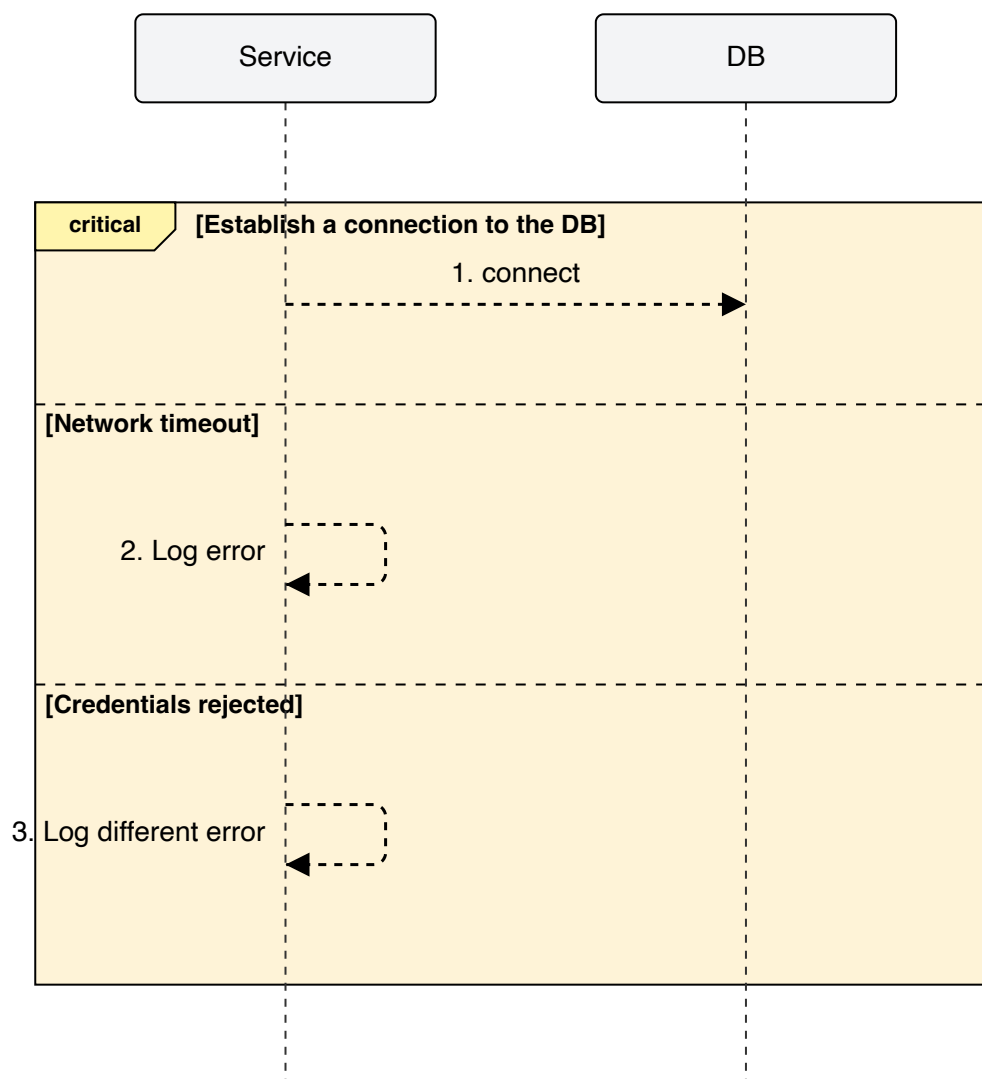 Service
DB
critical
[Establish a connection to the DB]
1. connect
[Network timeout]
2. Log error
[Credentials rejected]
3. Log different error